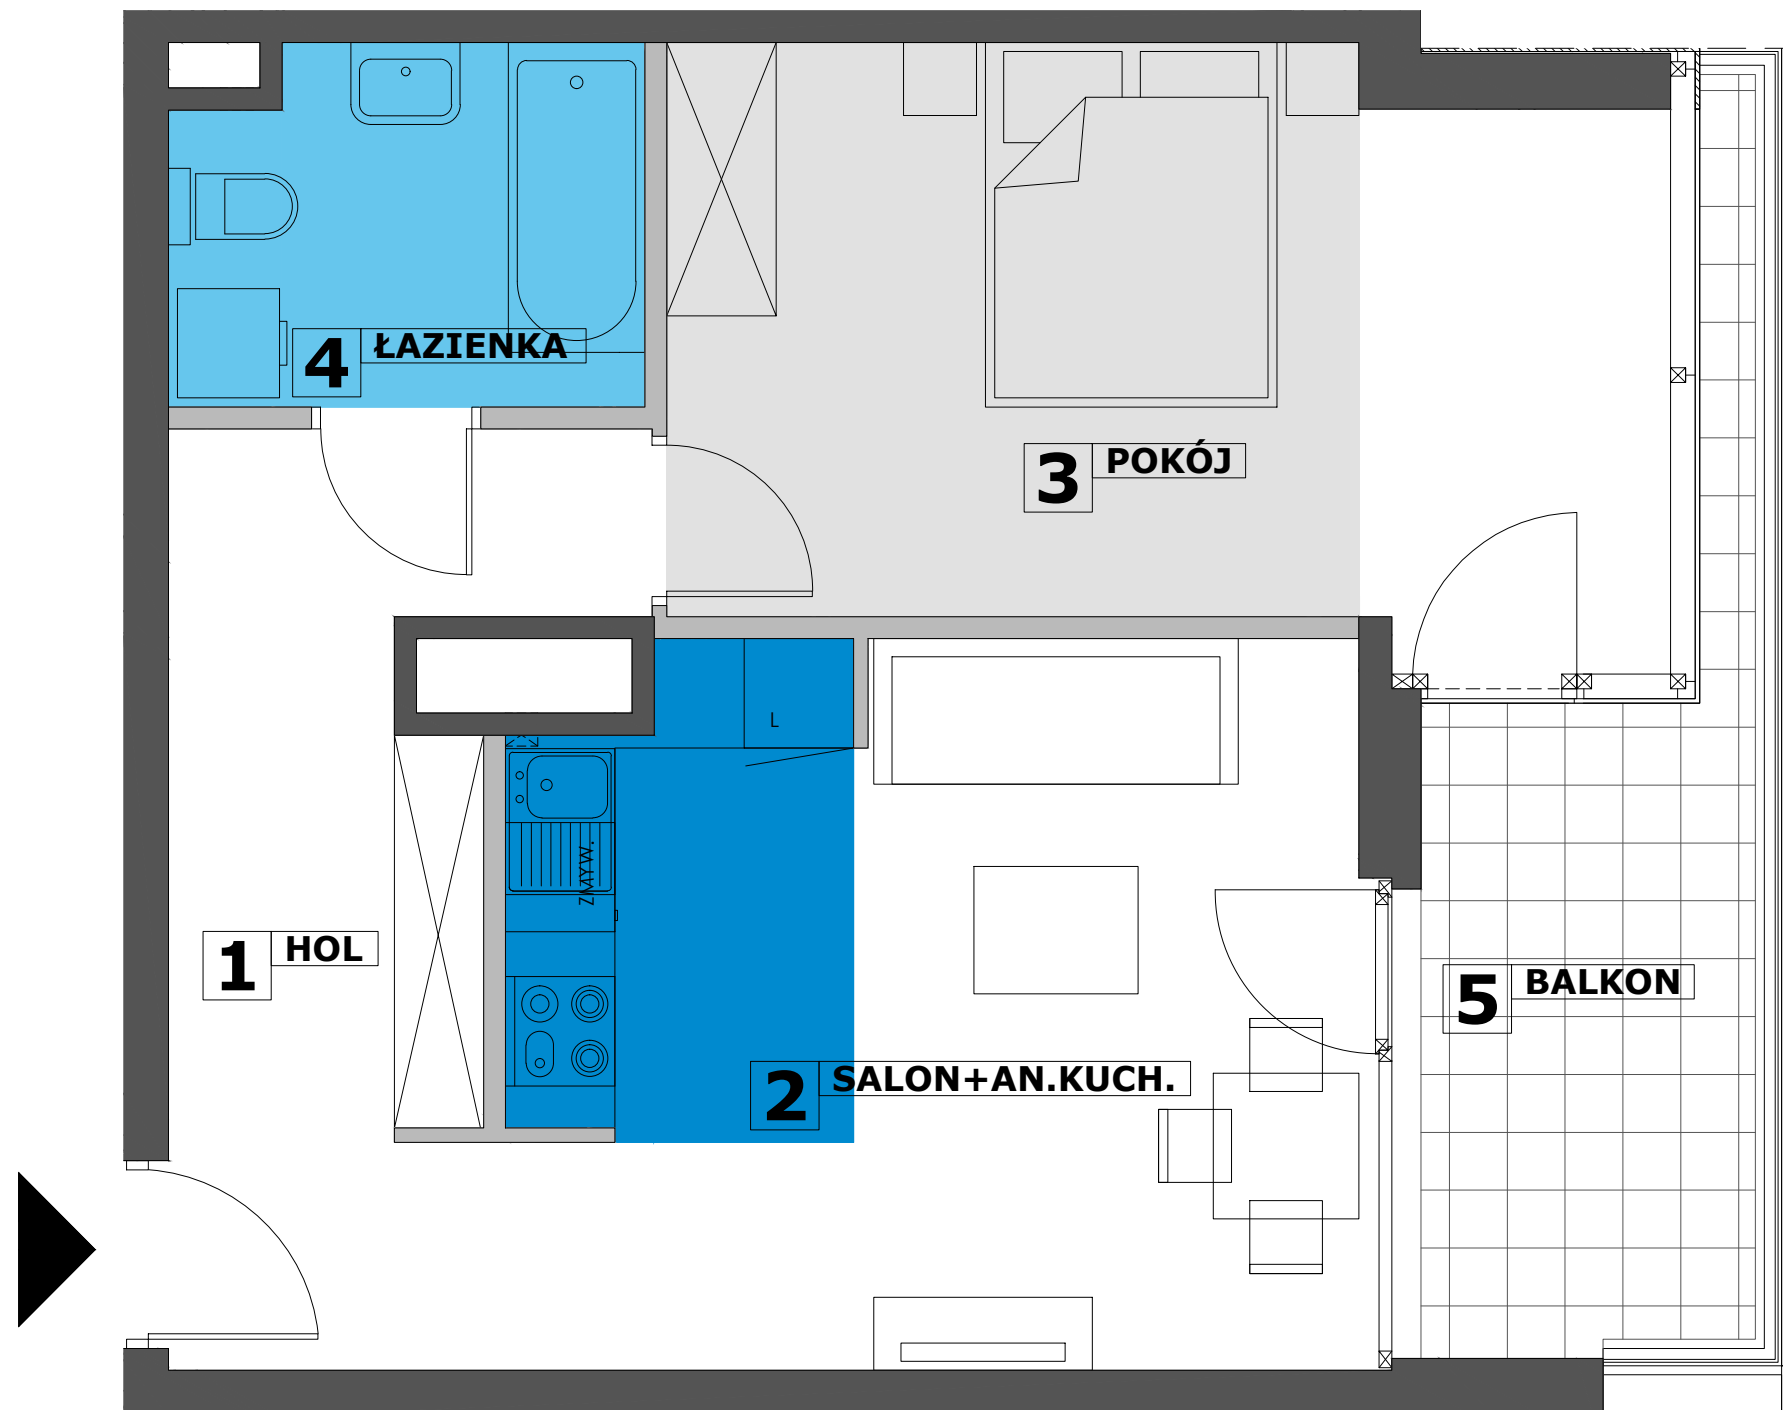 4 ŁAZIENKA
3 POKÓJ
L
ZMYW.
1 HOL
5 BALKON
2 SALON+AN.KUCH.